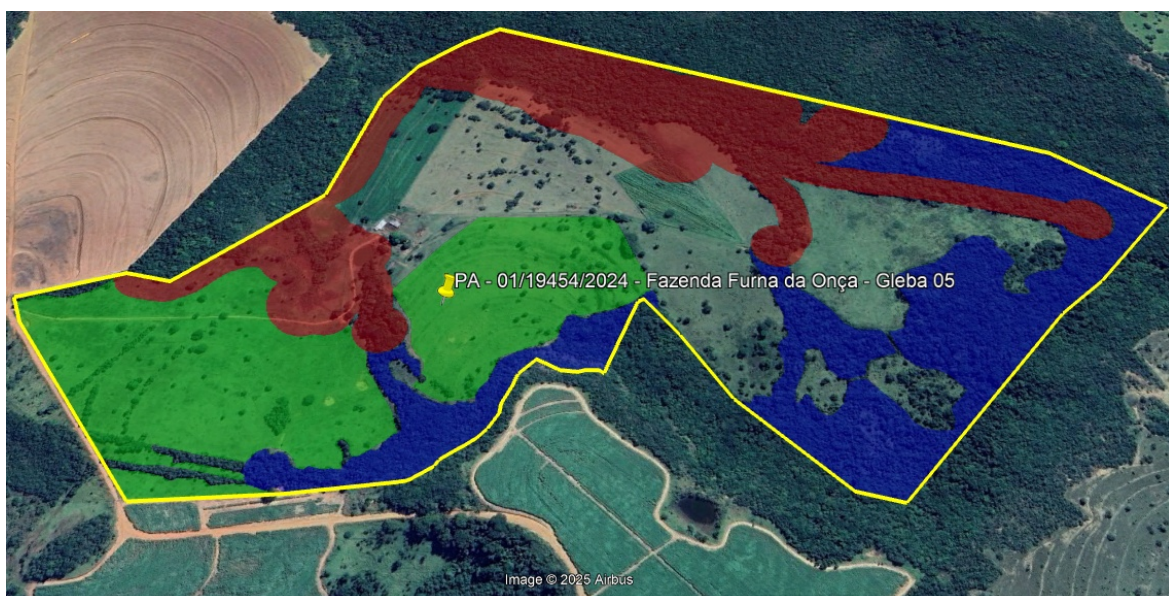 PA - 01/19454/2024 - Fazenda Furna da Onça - Gleba 05
Image © 2025 Airbus